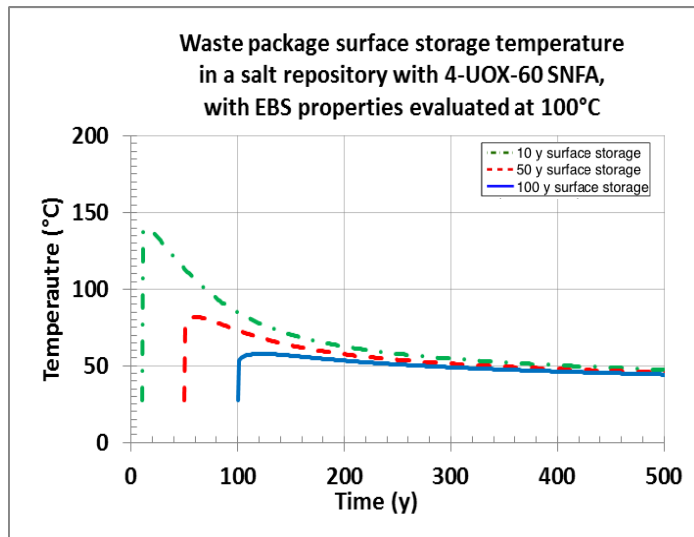 Waste package surface storage temperature
in a salt repository with 4-UOX-60 SNFA,
with EBS properties evaluated at 100°C
200
150
100
50
0
Temperautre (°C)
10 y surface storage
50 y surface storage
100 y surface storage
0 100 200 300 400 500
Time (y)